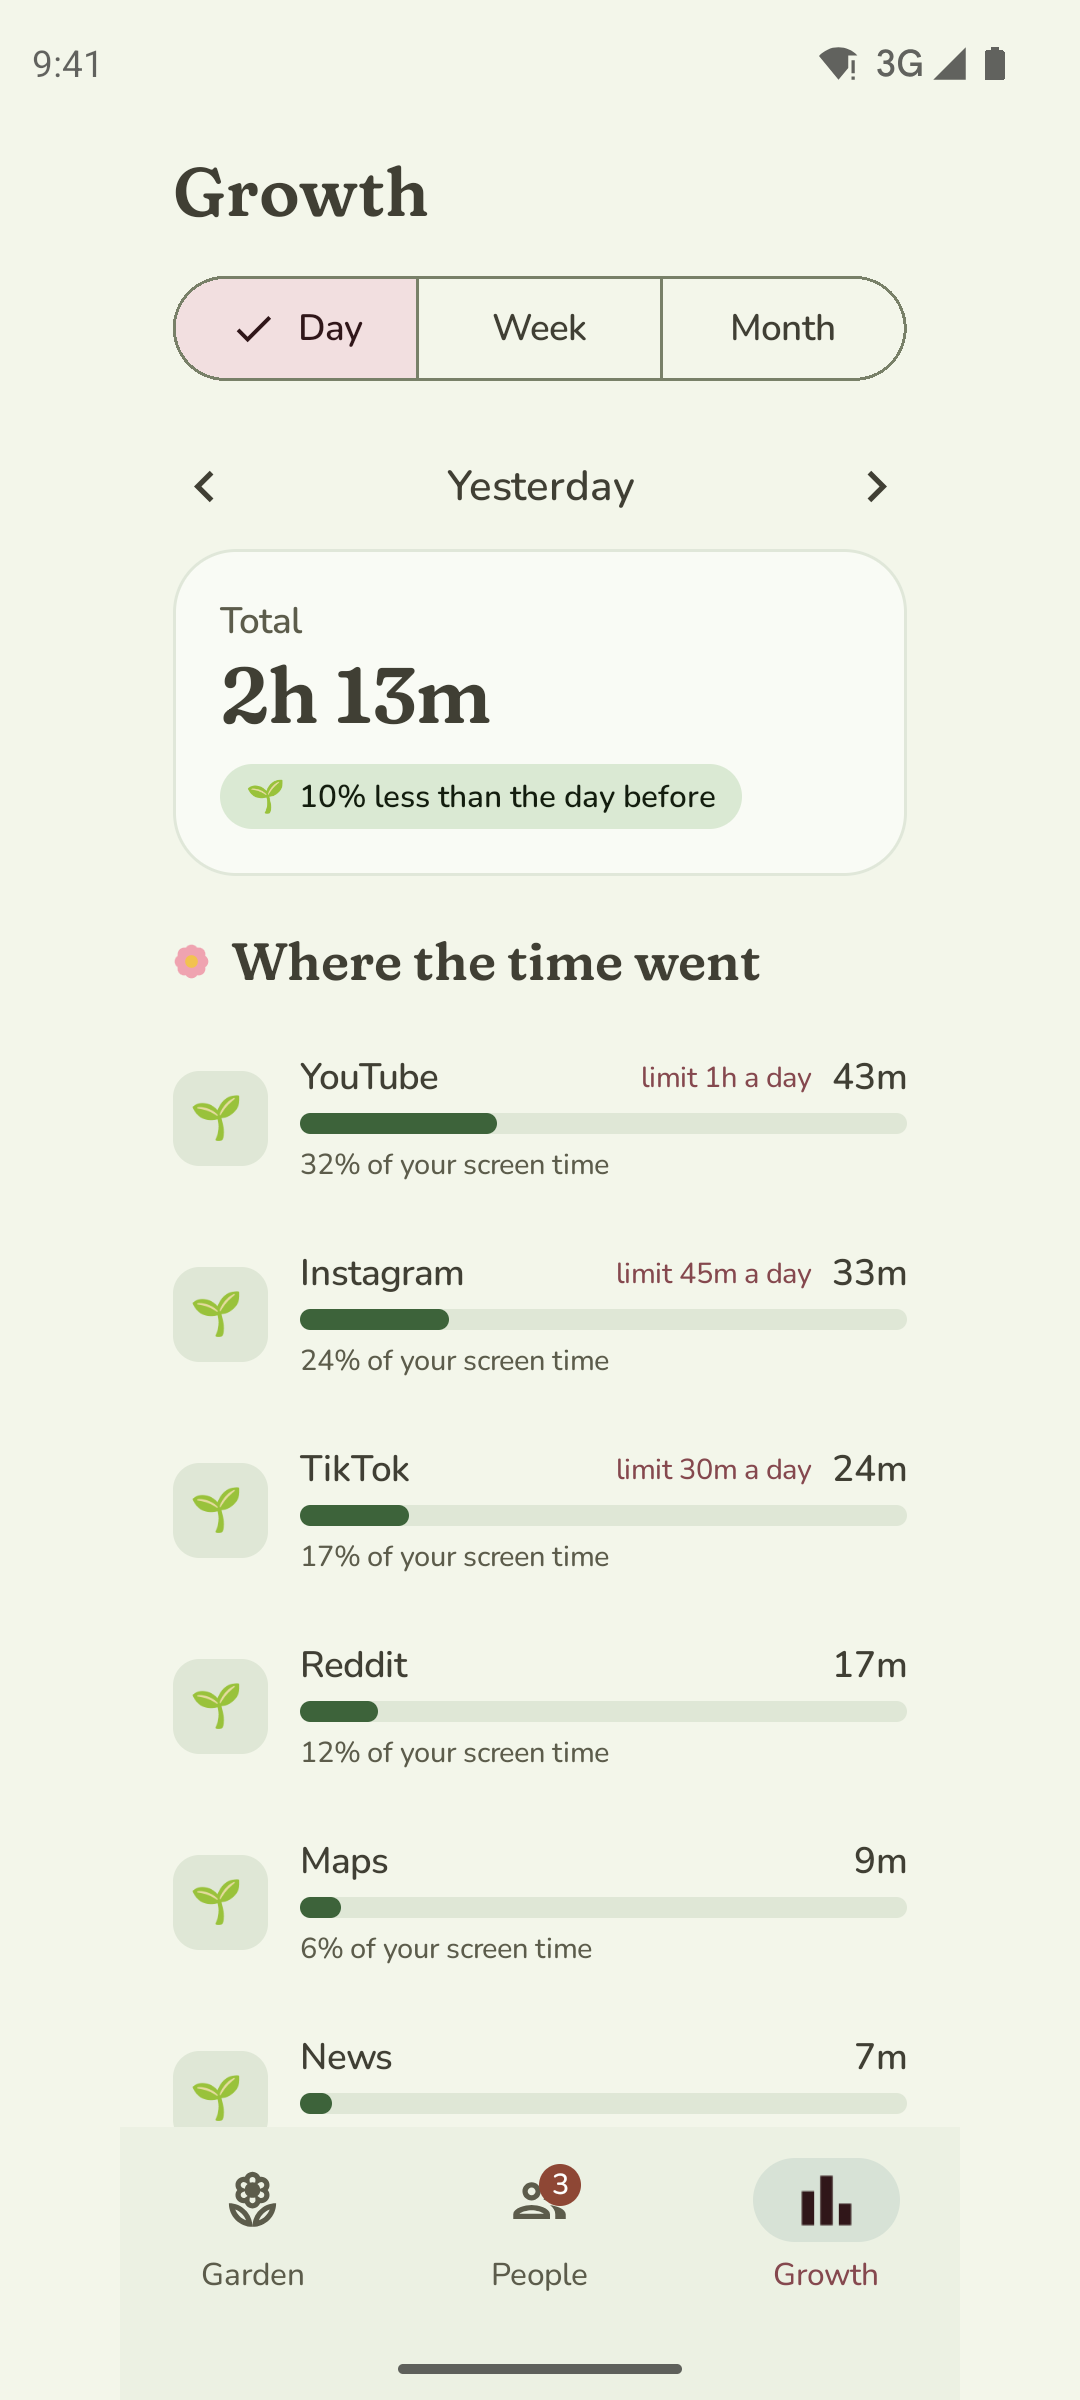 9:41
3G
Growth
Day
Week
Month
Yesterday
Total
2h 13m
10% less than the day before
Where the time went
YouTube limit 1h a day 43m
32% of your screen time
Instagram limit 45m a day 33m
24% of your screen time
TikTok limit 30m a day 24m
17% of your screen time
Reddit 17m
12% of your screen time
Maps 9m
6% of your screen time
News 7m
3
Garden
People
Growth